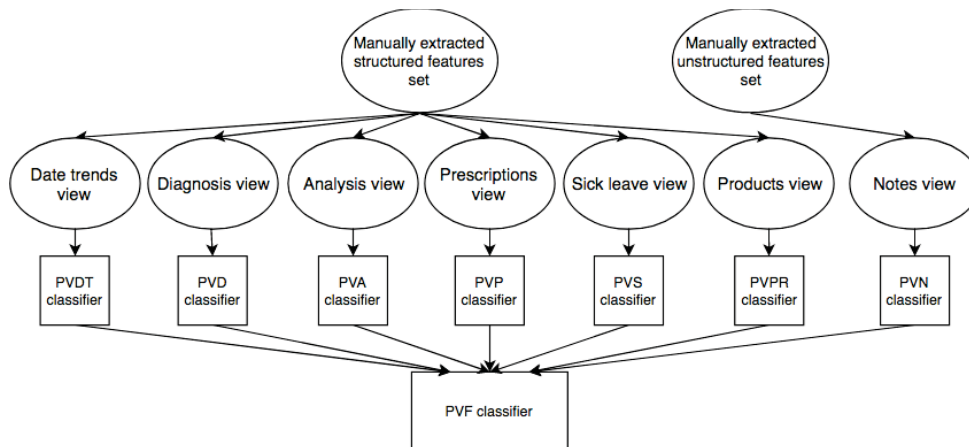 Manually extracted
structured features
set
Manually extracted
unstructured features
set
Date trends
view
Diagnosis view
Analysis view
Prescriptions
view
Sick leave view
Products view
Notes view
PVDT
classifier
PVD
classifier
PVA
classifier
PVP
classifier
PVS
classifier
PVPR
classifier
PVN
classifier
PVF classifier